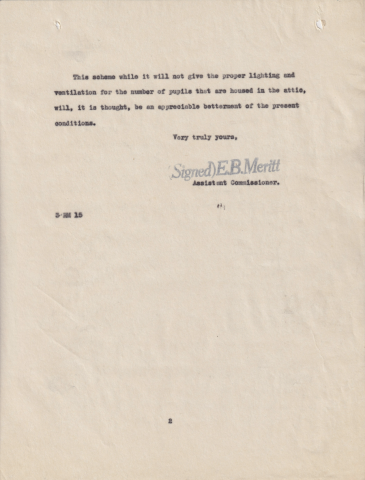 This scheme while it will not give the proper lighting and
ventilation for the number of pupils that are housed in the attic,
will, it is thought, be an appreciable betterment of the present
conditions.
Very truly yours,
(Signed) E.B. Meritt
Assistant Commissioner.
15
2